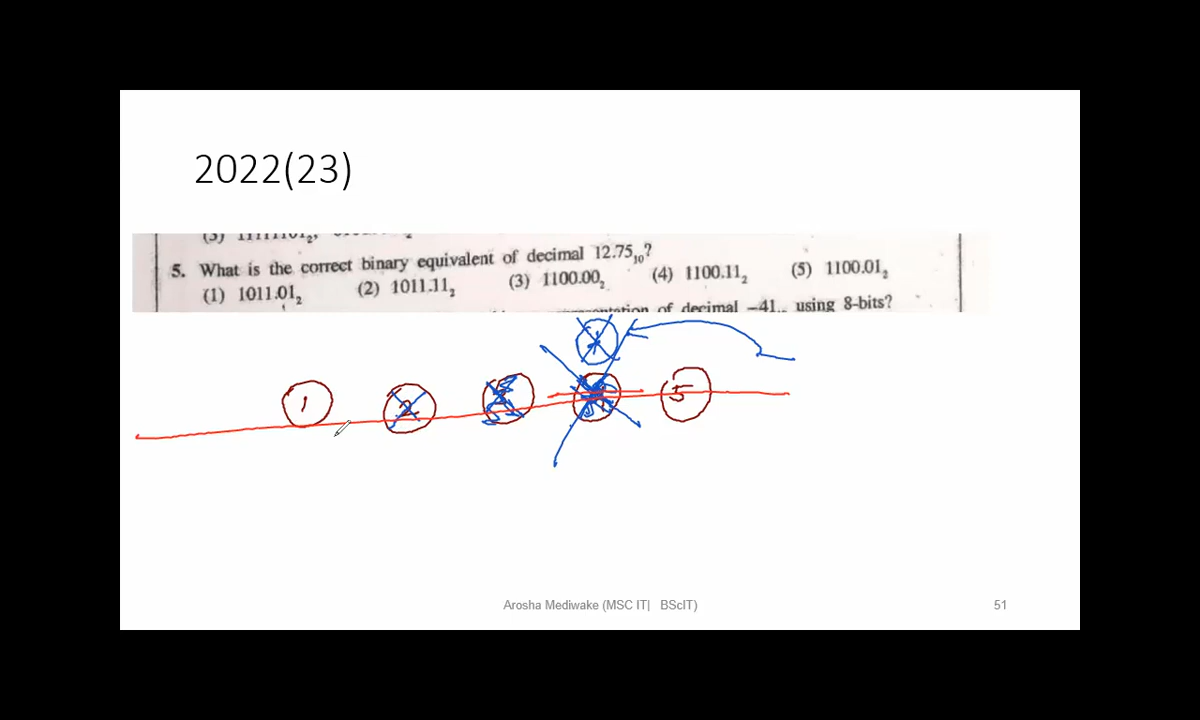 2022(23)
5. What is the correct binary equivalent of decimal 12.75₁₀?
(1) 1011.01₂ (2) 1011.11₂ (3) 1100.00₂ (4) 1100.11₂ (5) 1100.01₂
of decimal −41 using 8-bits?
1 2 5
Arosha Mediwake (MSC IT| BScIT) 51